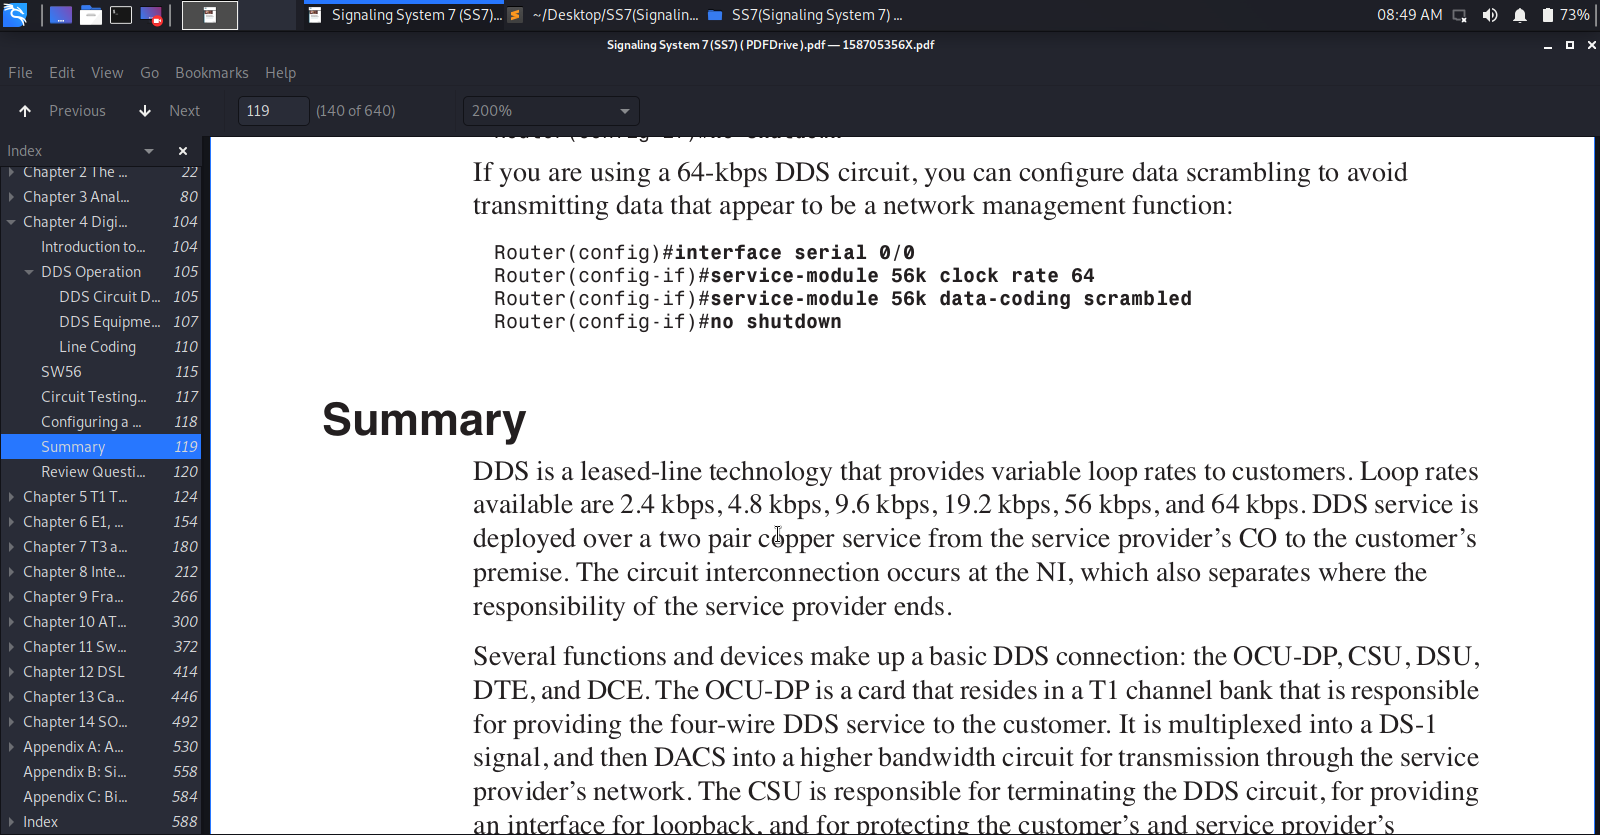 Signaling System 7 (SS7)...
~/Desktop/SS7(Signalin...
SS7(Signaling System 7) ...
08:49 AM
73%
Signaling System 7 (SS7) ( PDFDrive ).pdf — 158705356X.pdf
File Edit View Go Bookmarks Help
Previous Next 119 (140 of 640) 200%
Index
Chapter 2 The ... 22
Chapter 3 Anal... 80
Chapter 4 Digi... 104
Introduction to... 104
DDS Operation 105
DDS Circuit D... 105
DDS Equipme... 107
Line Coding 110
SW56 115
Circuit Testing... 117
Configuring a ... 118
Summary 119
Review Questi... 120
Chapter 5 T1 T... 124
Chapter 6 E1, ... 154
Chapter 7 T3 a... 180
Chapter 8 Inte... 212
Chapter 9 Fra... 266
Chapter 10 AT... 300
Chapter 11 Sw... 372
Chapter 12 DSL 414
Chapter 13 Ca... 446
Chapter 14 SO... 492
Appendix A: A... 530
Appendix B: Si... 558
Appendix C: Bi... 584
Index 588
If you are using a 64-kbps DDS circuit, you can configure data scrambling to avoid
transmitting data that appear to be a network management function:
Router(config)#interface serial 0/0
Router(config-if)#service-module 56k clock rate 64
Router(config-if)#service-module 56k data-coding scrambled
Router(config-if)#no shutdown
Summary
DDS is a leased-line technology that provides variable loop rates to customers. Loop rates
available are 2.4 kbps, 4.8 kbps, 9.6 kbps, 19.2 kbps, 56 kbps, and 64 kbps. DDS service is
deployed over a two pair copper service from the service provider’s CO to the customer’s
premise. The circuit interconnection occurs at the NI, which also separates where the
responsibility of the service provider ends.
Several functions and devices make up a basic DDS connection: the OCU-DP, CSU, DSU,
DTE, and DCE. The OCU-DP is a card that resides in a T1 channel bank that is responsible
for providing the four-wire DDS service to the customer. It is multiplexed into a DS-1
signal, and then DACS into a higher bandwidth circuit for transmission through the service
provider’s network. The CSU is responsible for terminating the DDS circuit, for providing
an interface for loopback, and for protecting the customer’s and service provider’s